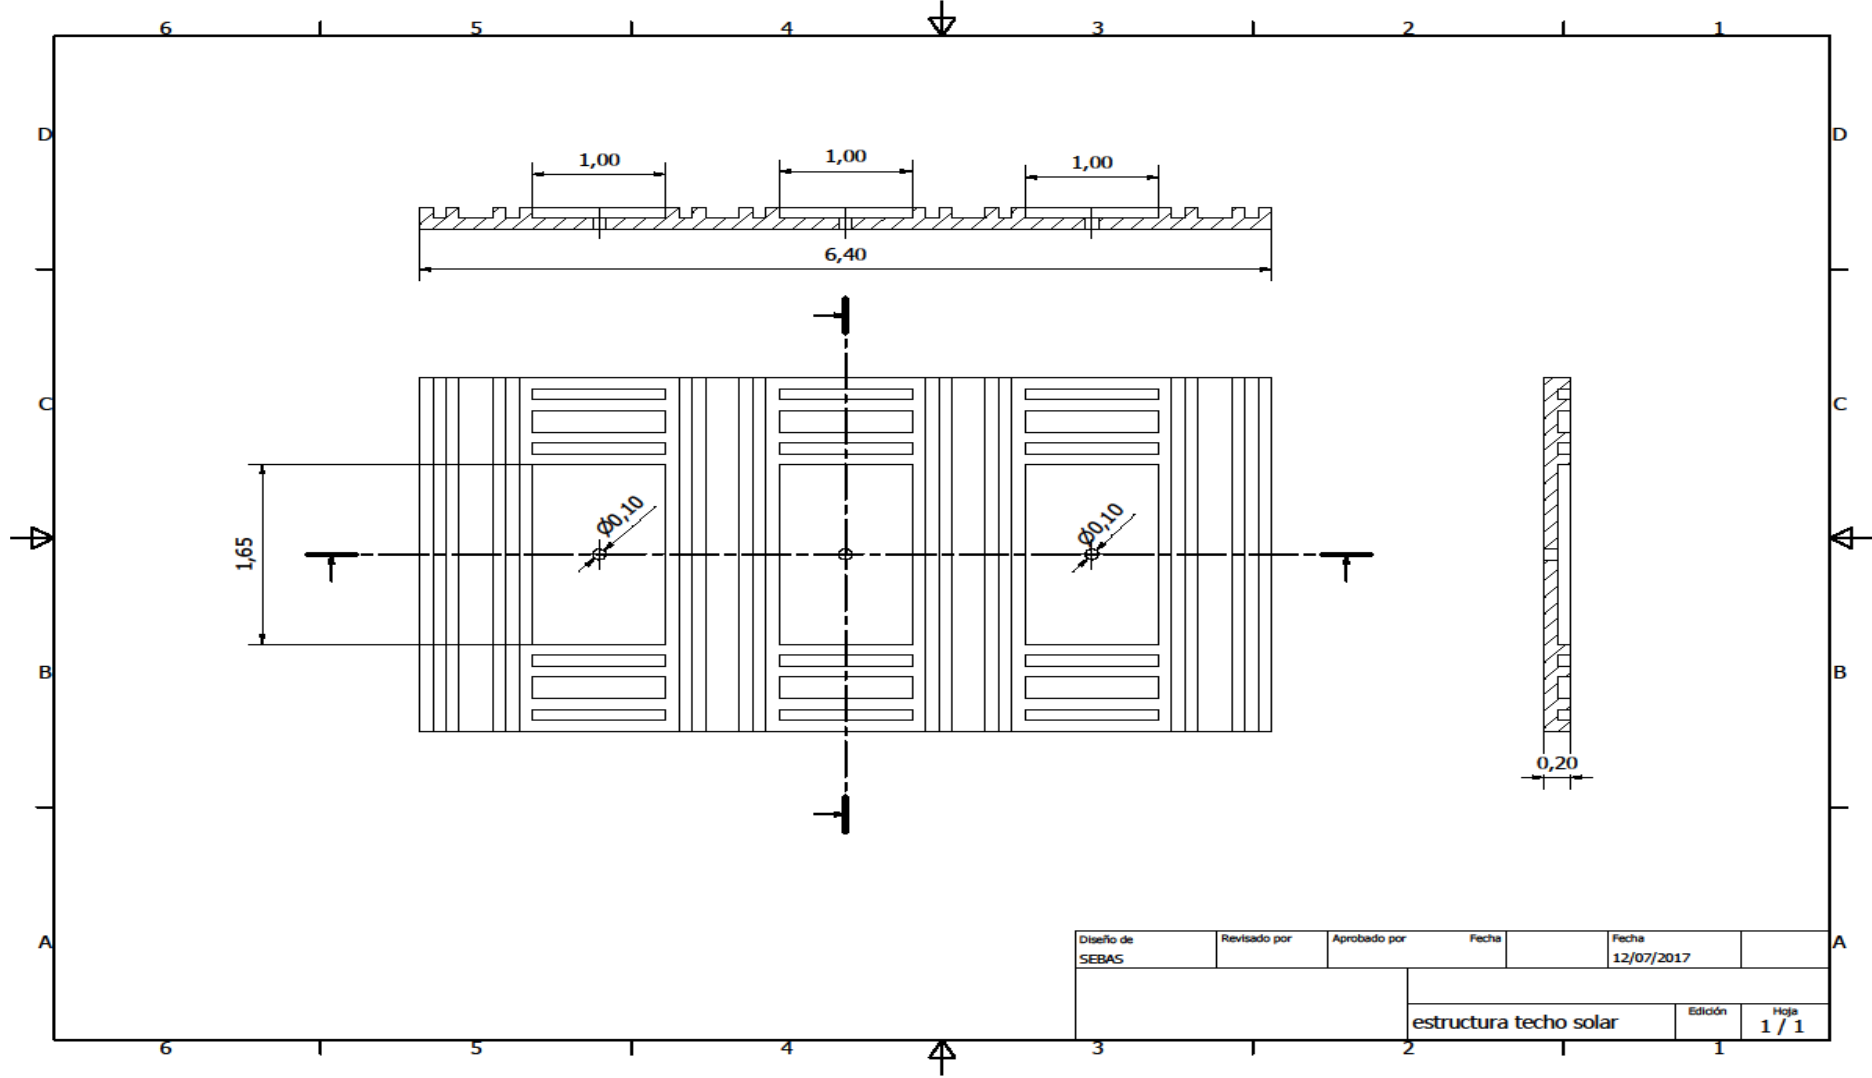 6 5 4 3 2 1
D D
1,00 1,00 1,00
6,40
C C
Ø0,10 Ø0,10
1,65
B B
0,20
A A
Diseño de Revisado por Aprobado por Fecha Fecha
SEBAS 12/07/2017
estructura techo solar Edición Hoja
1 / 1
6 5 4 3 2 1